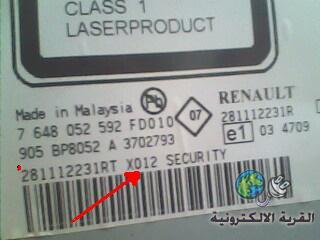 CLASS 1
LASERPRODUCT
Made in Malaysia Pb 07 RENAULT
7 648 052 592 FD010 281112231R
905 BP8052 A 3702793 e1 03 4709
281112231RT X012 SECURITY
القرية الالكترونية